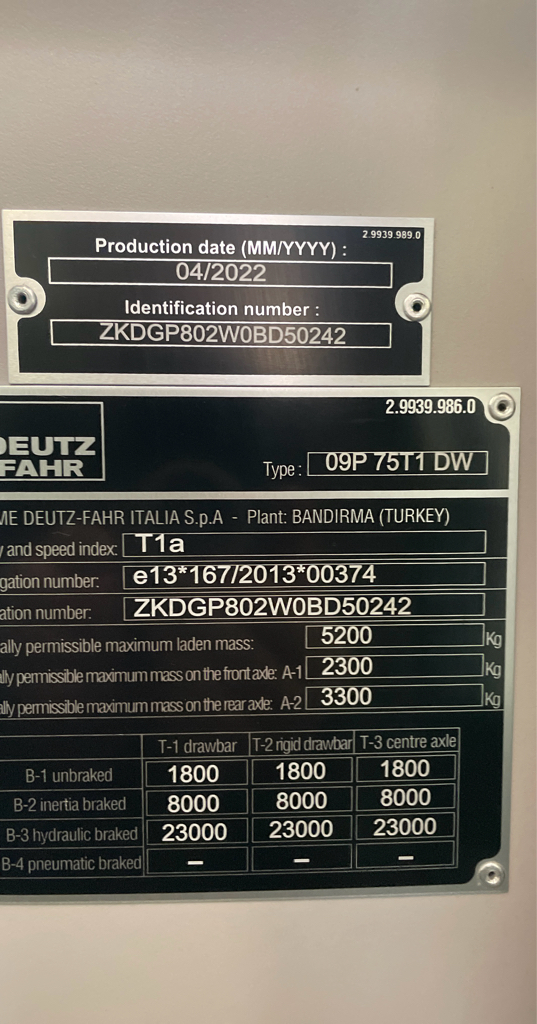 2.9939.989.0
Production date (MM/YYYY) :
04/2022
Identification number :
ZKDGP802W0BD50242
2.9939.986.0
DEUTZ
FAHR
Type : 09P 75T1 DW
ME DEUTZ-FAHR ITALIA S.p.A - Plant: BANDIRMA (TURKEY)
y and speed index: T1a
gation number: e13*167/2013*00374
ation number: ZKDGP802W0BD50242
ally permissible maximum laden mass: 5200 Kg
ally permissible maximum mass on the front axle: A-1 2300 Kg
ally permissible maximum mass on the rear axle: A-2 3300 Kg
T-1 drawbar T-2 rigid drawbar T-3 centre axle
B-1 unbraked 1800 1800 1800
B-2 inertia braked 8000 8000 8000
B-3 hydraulic braked 23000 23000 23000
B-4 pneumatic braked – – –